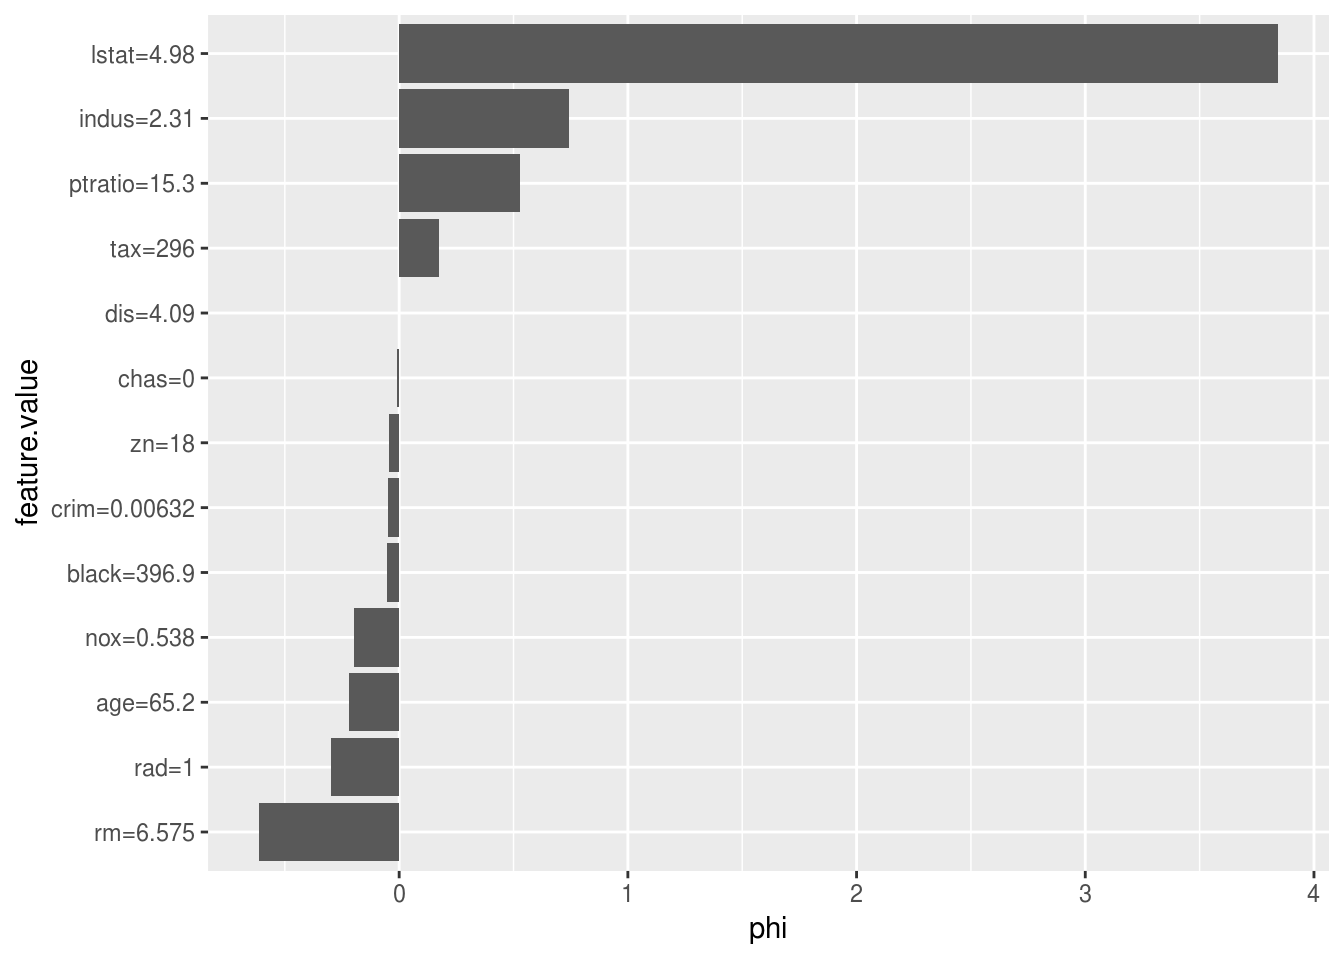 feature.value
lstat=4.98
indus=2.31
ptratio=15.3
tax=296
dis=4.09
chas=0
zn=18
crim=0.00632
black=396.9
nox=0.538
age=65.2
rad=1
rm=6.575
0 1 2 3 4
phi